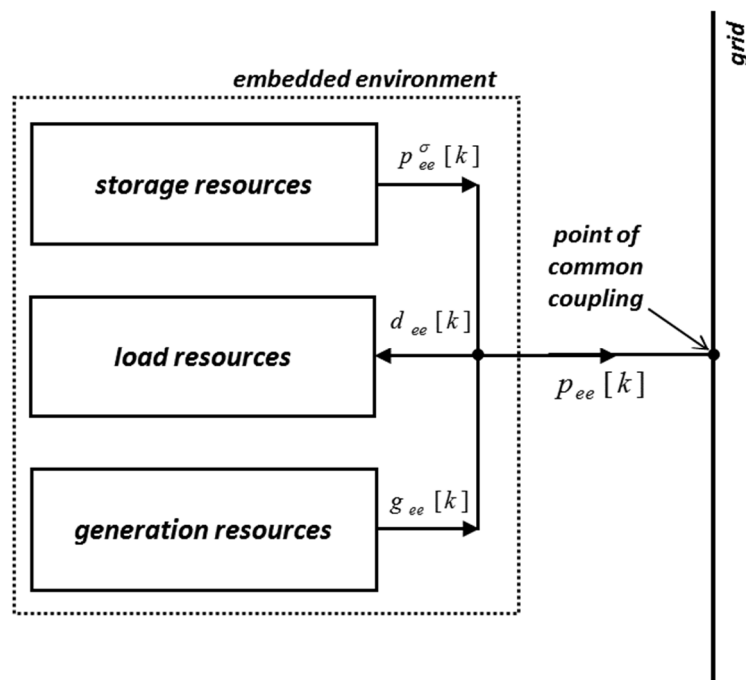 grid
embedded environment
storage resources
p^σ_ee [k]
point of
common
coupling
load resources
d_ee [k]
p_ee [k]
generation resources
g_ee [k]